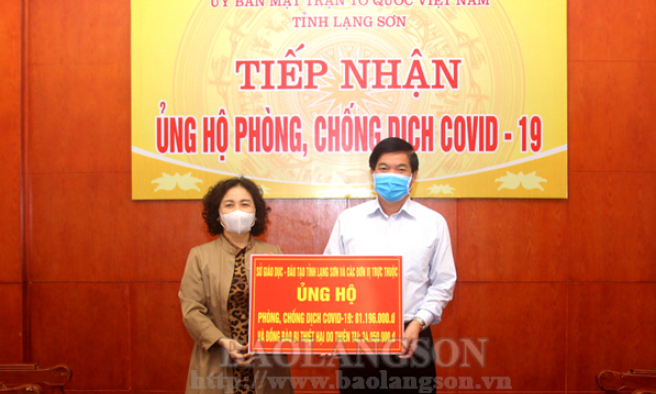 ỦY BAN MẶT TRẬN TỔ QUỐC VIỆT NAM
TỈNH LẠNG SƠN
TIẾP NHẬN
ỦNG HỘ PHÒNG, CHỐNG DỊCH COVID - 19
SỞ GIÁO DỤC - ĐÀO TẠO TỈNH LẠNG SƠN VÀ CÁC ĐƠN VỊ TRỰC THUỘC
ỦNG HỘ
PHÒNG, CHỐNG DỊCH COVID-19: 81.196.000.đ
VÀ ĐỒNG BÀO BỊ THIỆT HẠI DO THIÊN TAI: 24.050.000.đ
BAOLANGSON
http://www.baolangson.vn